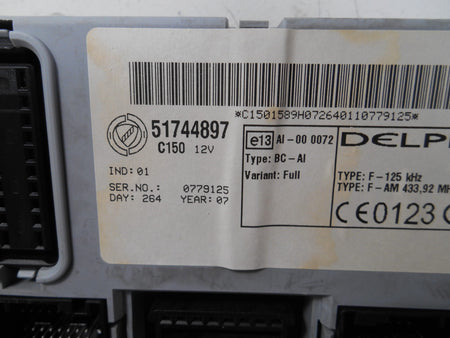 *C1501589H072640110779125*
51744897
C150 12V
IND: 01
SER.NO.: 0779125
DAY: 264 YEAR: 07
e13 AI-00 0072
Type: BC-AI
Variant: Full
DELPH
TYPE: F-125 kHz
TYPE: F-AM 433,92 MH
CE0123